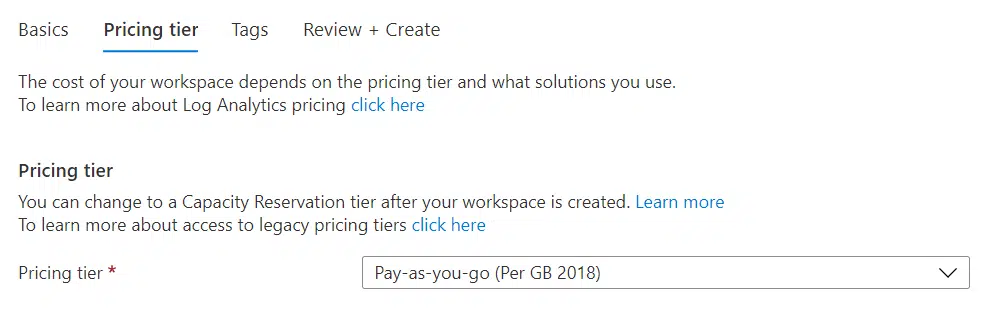 Basics Pricing tier Tags Review + Create
The cost of your workspace depends on the pricing tier and what solutions you use.
To learn more about Log Analytics pricing click here
Pricing tier
You can change to a Capacity Reservation tier after your workspace is created. Learn more
To learn more about access to legacy pricing tiers click here
Pricing tier * Pay-as-you-go (Per GB 2018)